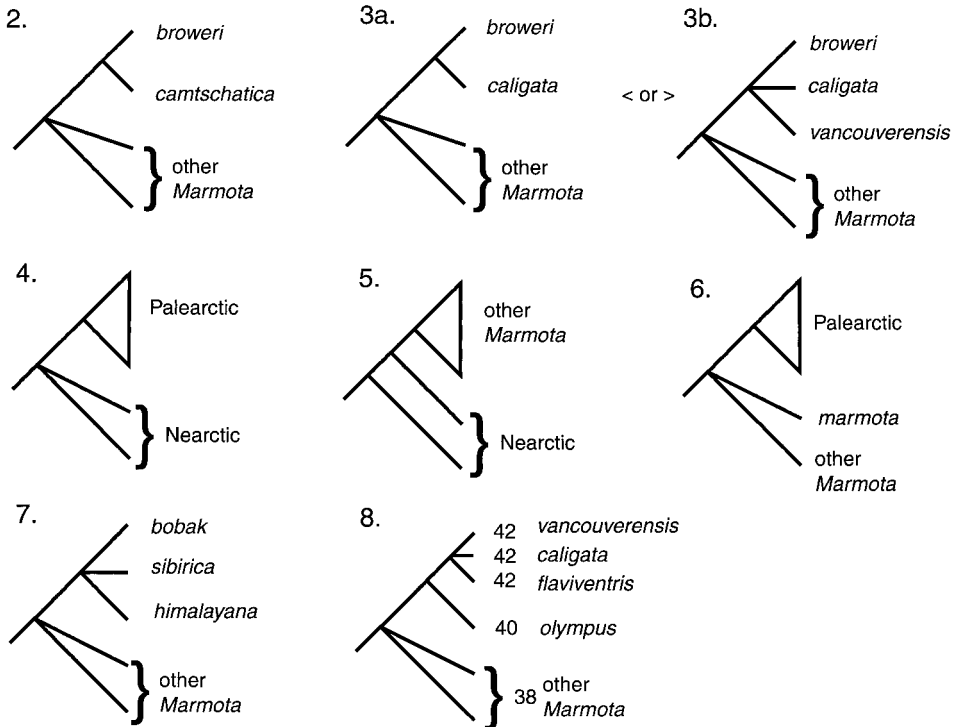 2.
broweri
camtschatica
}
other
Marmota
3a.
broweri
caligata
}
other
Marmota
< or >
3b.
broweri
caligata
vancouverensis
}
other
Marmota
4.
Palearctic
} Nearctic
5.
other
Marmota
} Nearctic
6.
Palearctic
marmota
other
Marmota
7.
bobak
sibirica
himalayana
}
other
Marmota
8.
42 vancouverensis
42 caligata
42 flaviventris
40 olympus
} 38 other
Marmota